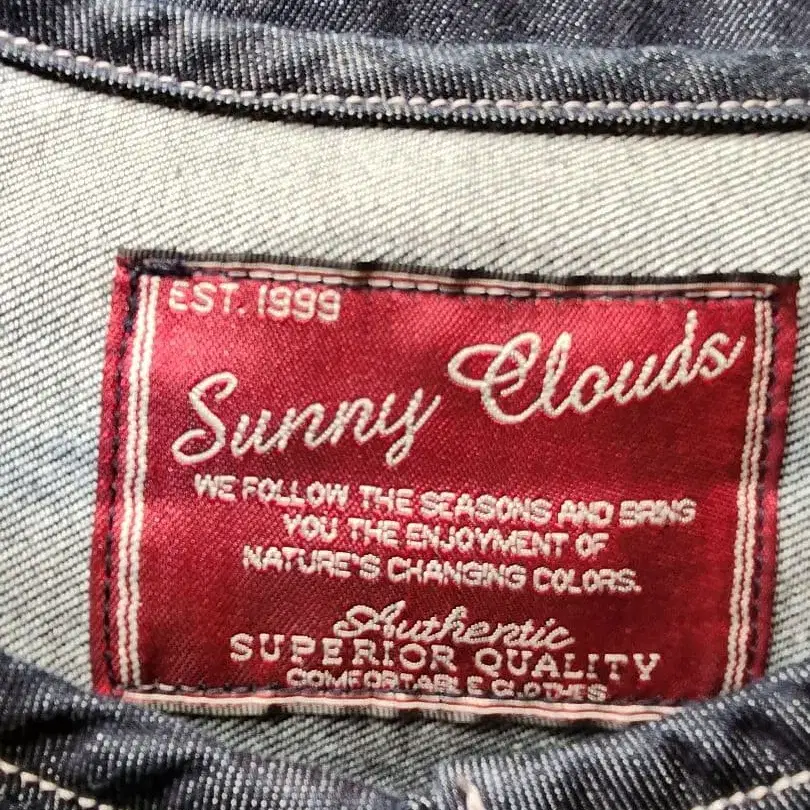 EST. 1999
Sunny Clouds
WE FOLLOW THE SEASONS AND BRING
YOU THE ENJOYMENT OF
NATURE'S CHANGING COLORS.
Authentic
SUPERIOR QUALITY
COMFORTABLE CLOTHES